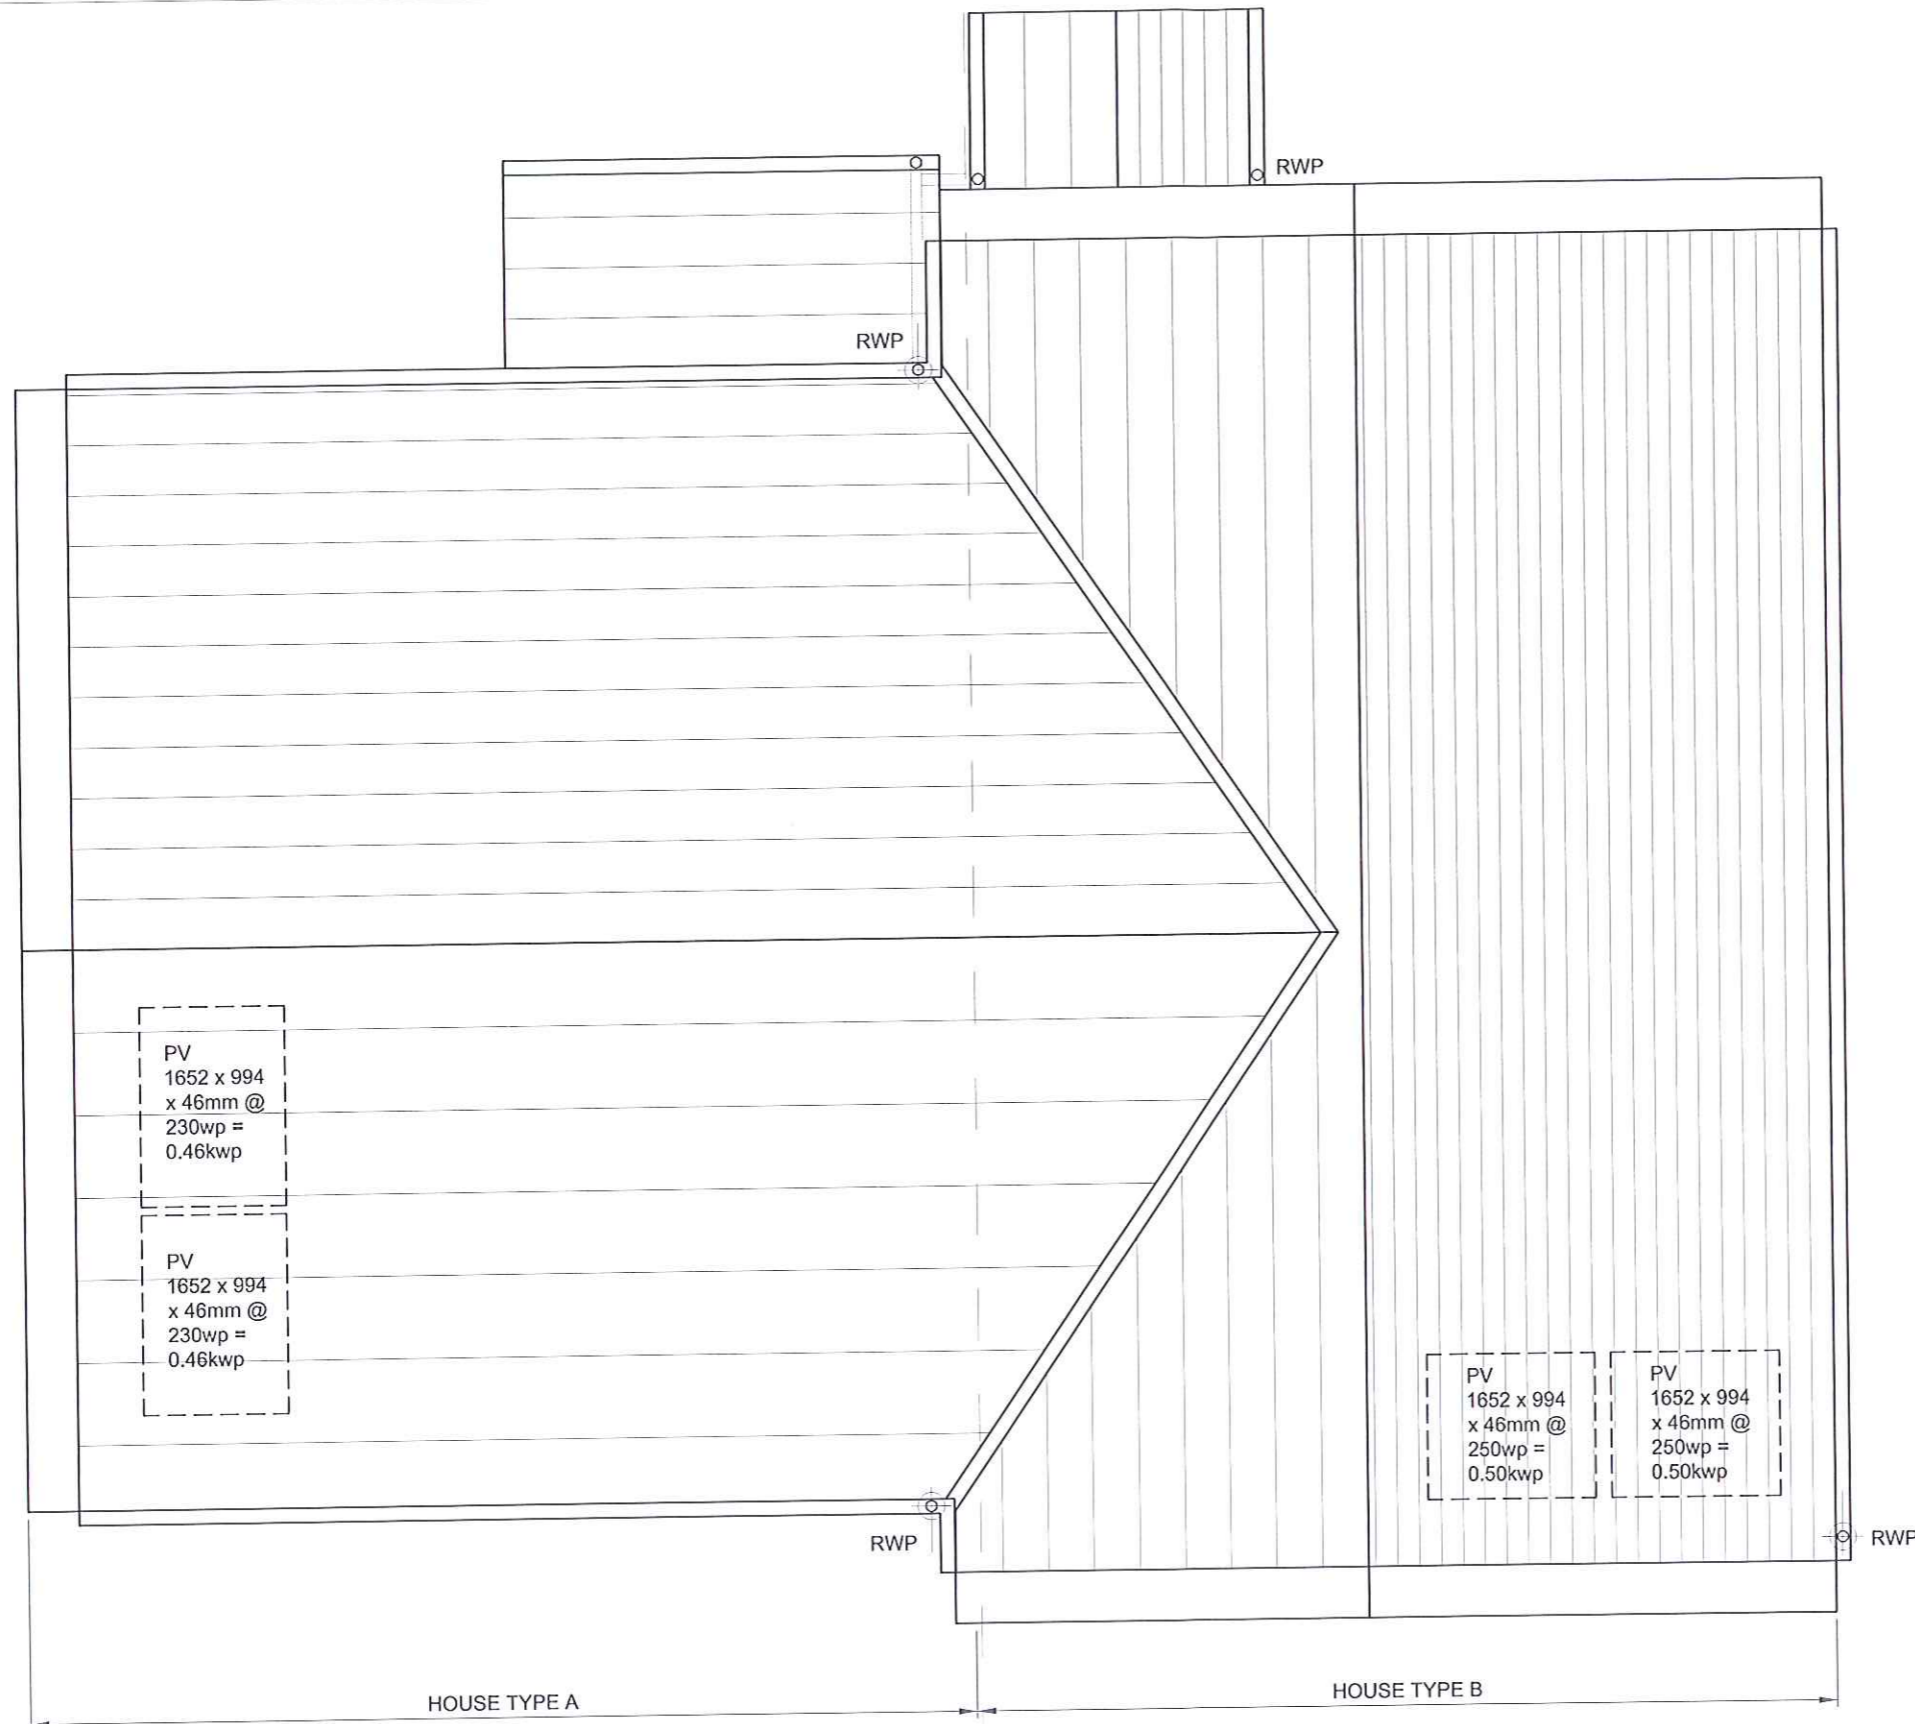 RWP
RWP
PV
1652 x 994
x 46mm @
230wp =
0.46kwp
PV
1652 x 994
x 46mm @
230wp =
0.46kwp
PV
1652 x 994
x 46mm @
250wp =
0.50kwp
PV
1652 x 994
x 46mm @
250wp =
0.50kwp
RWP
RWP
HOUSE TYPE A
HOUSE TYPE B